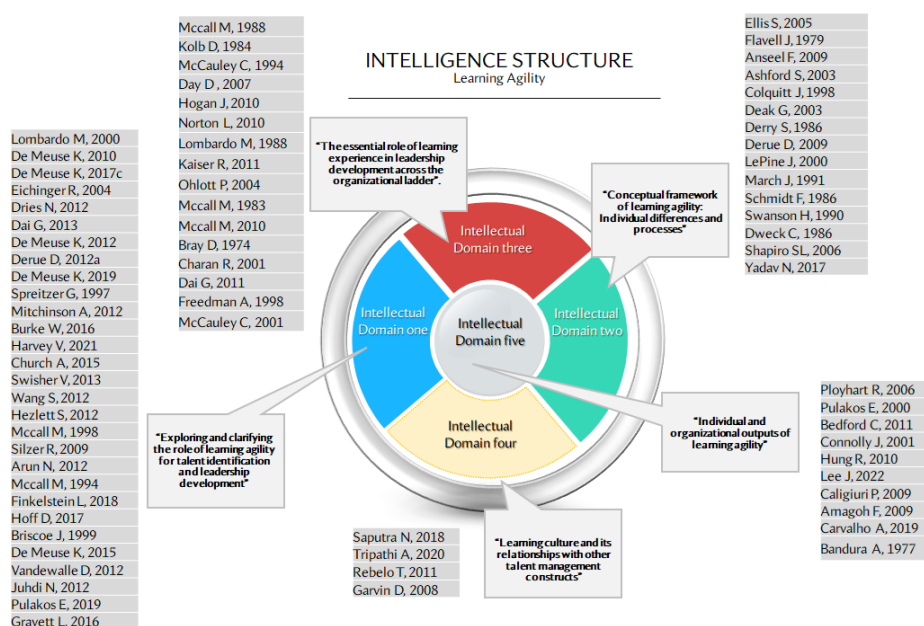 INTELLIGENCE STRUCTURE
Learning Agility
Mccall M, 1988
Kolb D, 1984
McCauley C, 1994
Day D , 2007
Hogan J, 2010
Norton L, 2010
Lombardo M, 1988
Kaiser R, 2011
Ohlott P, 2004
Mccall M, 1983
Mccall M, 2010
Bray D, 1974
Charan R, 2001
Dai G, 2011
Freedman A, 1998
McCauley C, 2001
Ellis S, 2005
Flavell J, 1979
Anseel F, 2009
Ashford S, 2003
Colquitt J, 1998
Deak G, 2003
Derry S, 1986
Derue D, 2009
LePine J, 2000
March J, 1991
Schmidt F, 1986
Swanson H, 1990
Dweck C, 1986
Shapiro SL, 2006
Yadav N, 2017
Lombardo M, 2000
De Meuse K, 2010
De Meuse K, 2017c
Eichinger R, 2004
Dries N, 2012
Dai G, 2013
De Meuse K, 2012
Derue D, 2012a
De Meuse K, 2019
Spreitzer G, 1997
Mitchinson A, 2012
Burke W, 2016
Harvey V, 2021
Church A, 2015
Swisher V, 2013
Wang S, 2012
Hezlett S, 2012
Mccall M, 1998
Silzer R, 2009
Arun N, 2012
Mccall M, 1994
Finkelstein L, 2018
Hoff D, 2017
Briscoe J, 1999
De Meuse K, 2015
Vandewalle D, 2012
Juhdi N, 2012
Pulakos E, 2019
Gravett L, 2016
"The essential role of learning
experience in leadership
development across the
organizational ladder".
"Conceptual framework
of learning agility:
Individual differences and
processes"
Intellectual
Domain three
Intellectual
Domain one
Intellectual
Domain two
Intellectual
Domain five
Intellectual
Domain four
"Exploring and clarifying
the role of learning agility
for talent identification
and leadership
development"
"Individual and
organizational outputs of
learning agility"
"Learning culture and its
relationships with other
talent management
constructs"
Saputra N, 2018
Tripathi A, 2020
Rebelo T, 2011
Garvin D, 2008
Ployhart R, 2006
Pulakos E, 2000
Bedford C, 2011
Connolly J, 2001
Hung R, 2010
Lee J, 2022
Caligiuri P, 2009
Amagoh F, 2009
Carvalho A, 2019
Bandura A, 1977